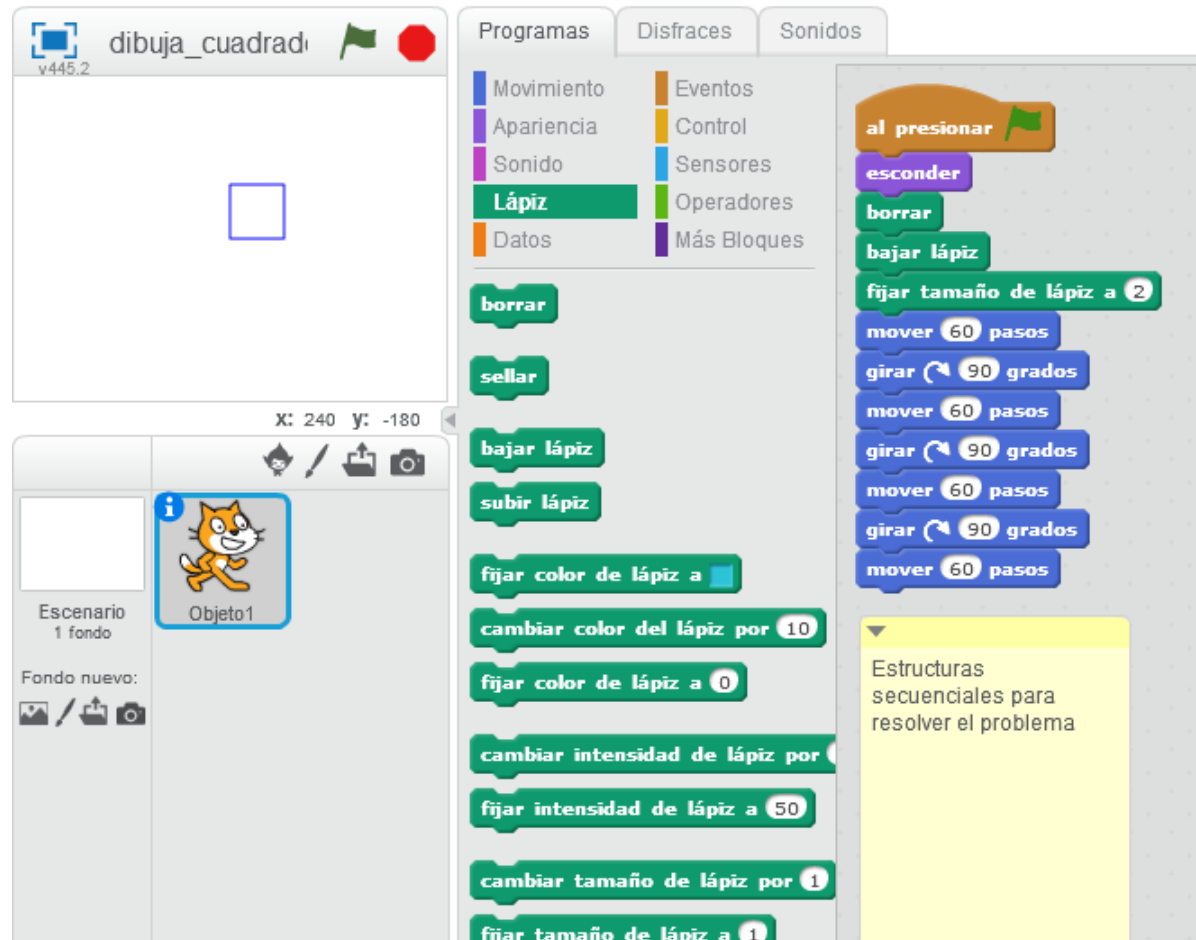 dibuja_cuadrad
v445.2
x: 240 y: -180
Escenario
1 fondo
Fondo nuevo:
Objeto1
Programas
Disfraces
Sonidos
Movimiento
Eventos
Apariencia
Control
Sonido
Sensores
Lápiz
Operadores
Datos
Más Bloques
borrar
sellar
bajar lápiz
subir lápiz
fijar color de lápiz a
cambiar color del lápiz por 10
fijar color de lápiz a 0
cambiar intensidad de lápiz por
fijar intensidad de lápiz a 50
cambiar tamaño de lápiz por 1
fijar tamaño de lápiz a 1
al presionar
esconder
borrar
bajar lápiz
fijar tamaño de lápiz a 2
mover 60 pasos
girar 90 grados
mover 60 pasos
girar 90 grados
mover 60 pasos
girar 90 grados
mover 60 pasos
Estructuras
secuenciales para
resolver el problema